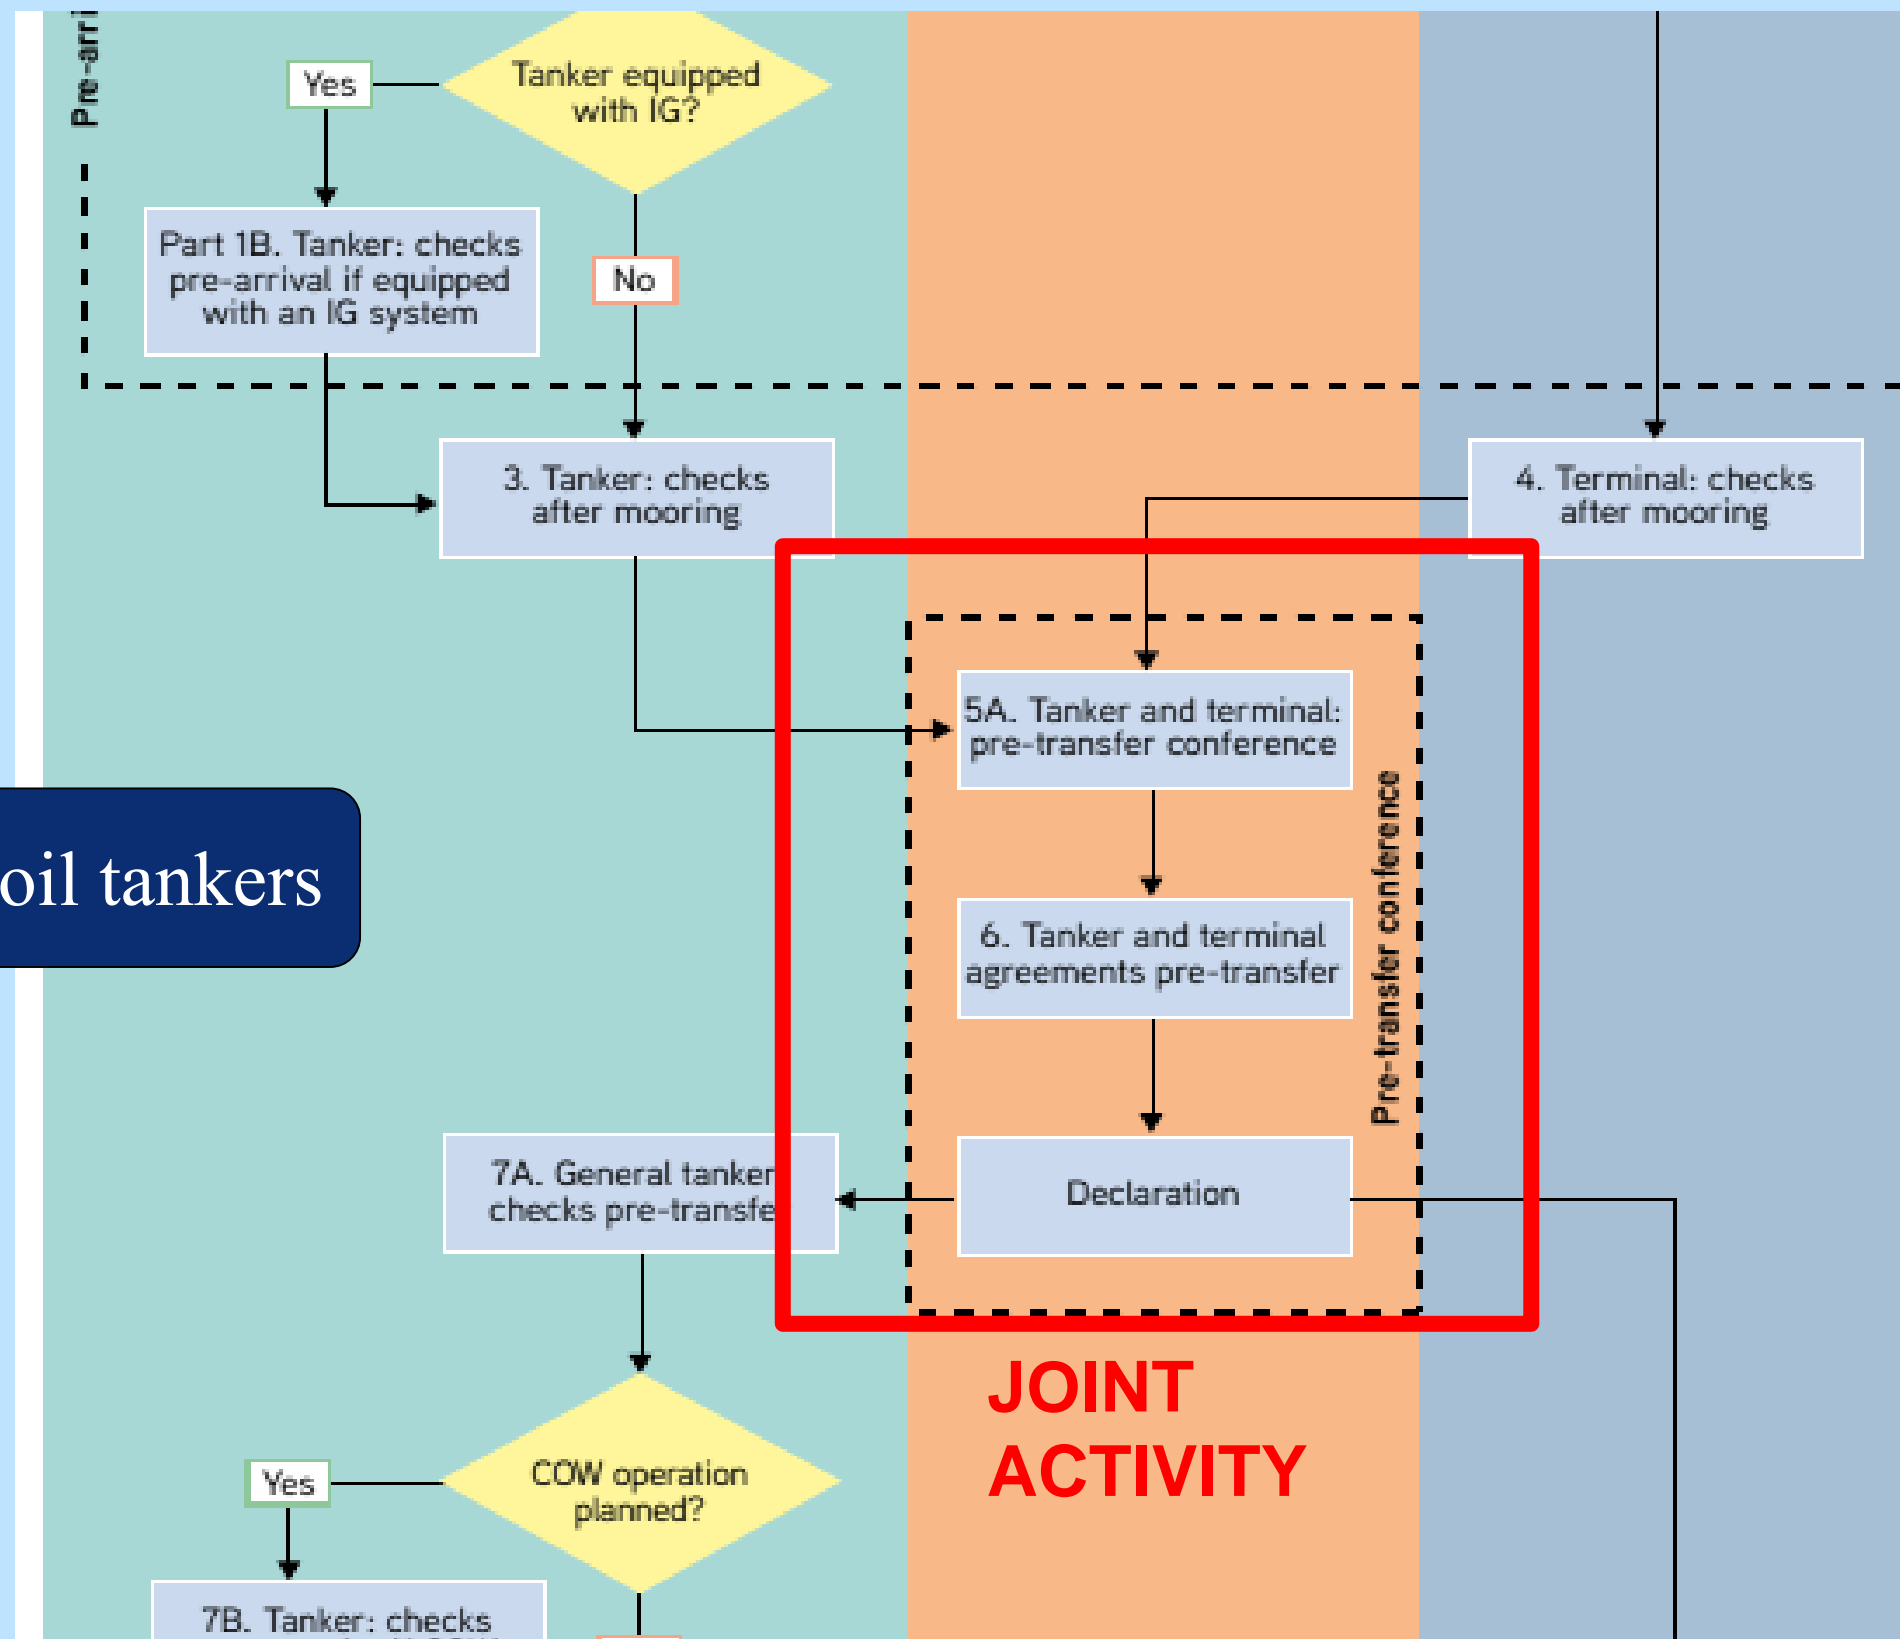 Pre-arri
Yes
Tanker equipped
with IG?
Part 1B. Tanker: checks
pre-arrival if equipped
with an IG system
No
3. Tanker: checks
after mooring
4. Terminal: checks
after mooring
5A. Tanker and terminal:
pre-transfer conference
Pre-transfer conference
oil tankers
6. Tanker and terminal
agreements pre-transfer
7A. General tanker
checks pre-transfe
Declaration
JOINT
ACTIVITY
Yes
COW operation
planned?
7B. Tanker: checks